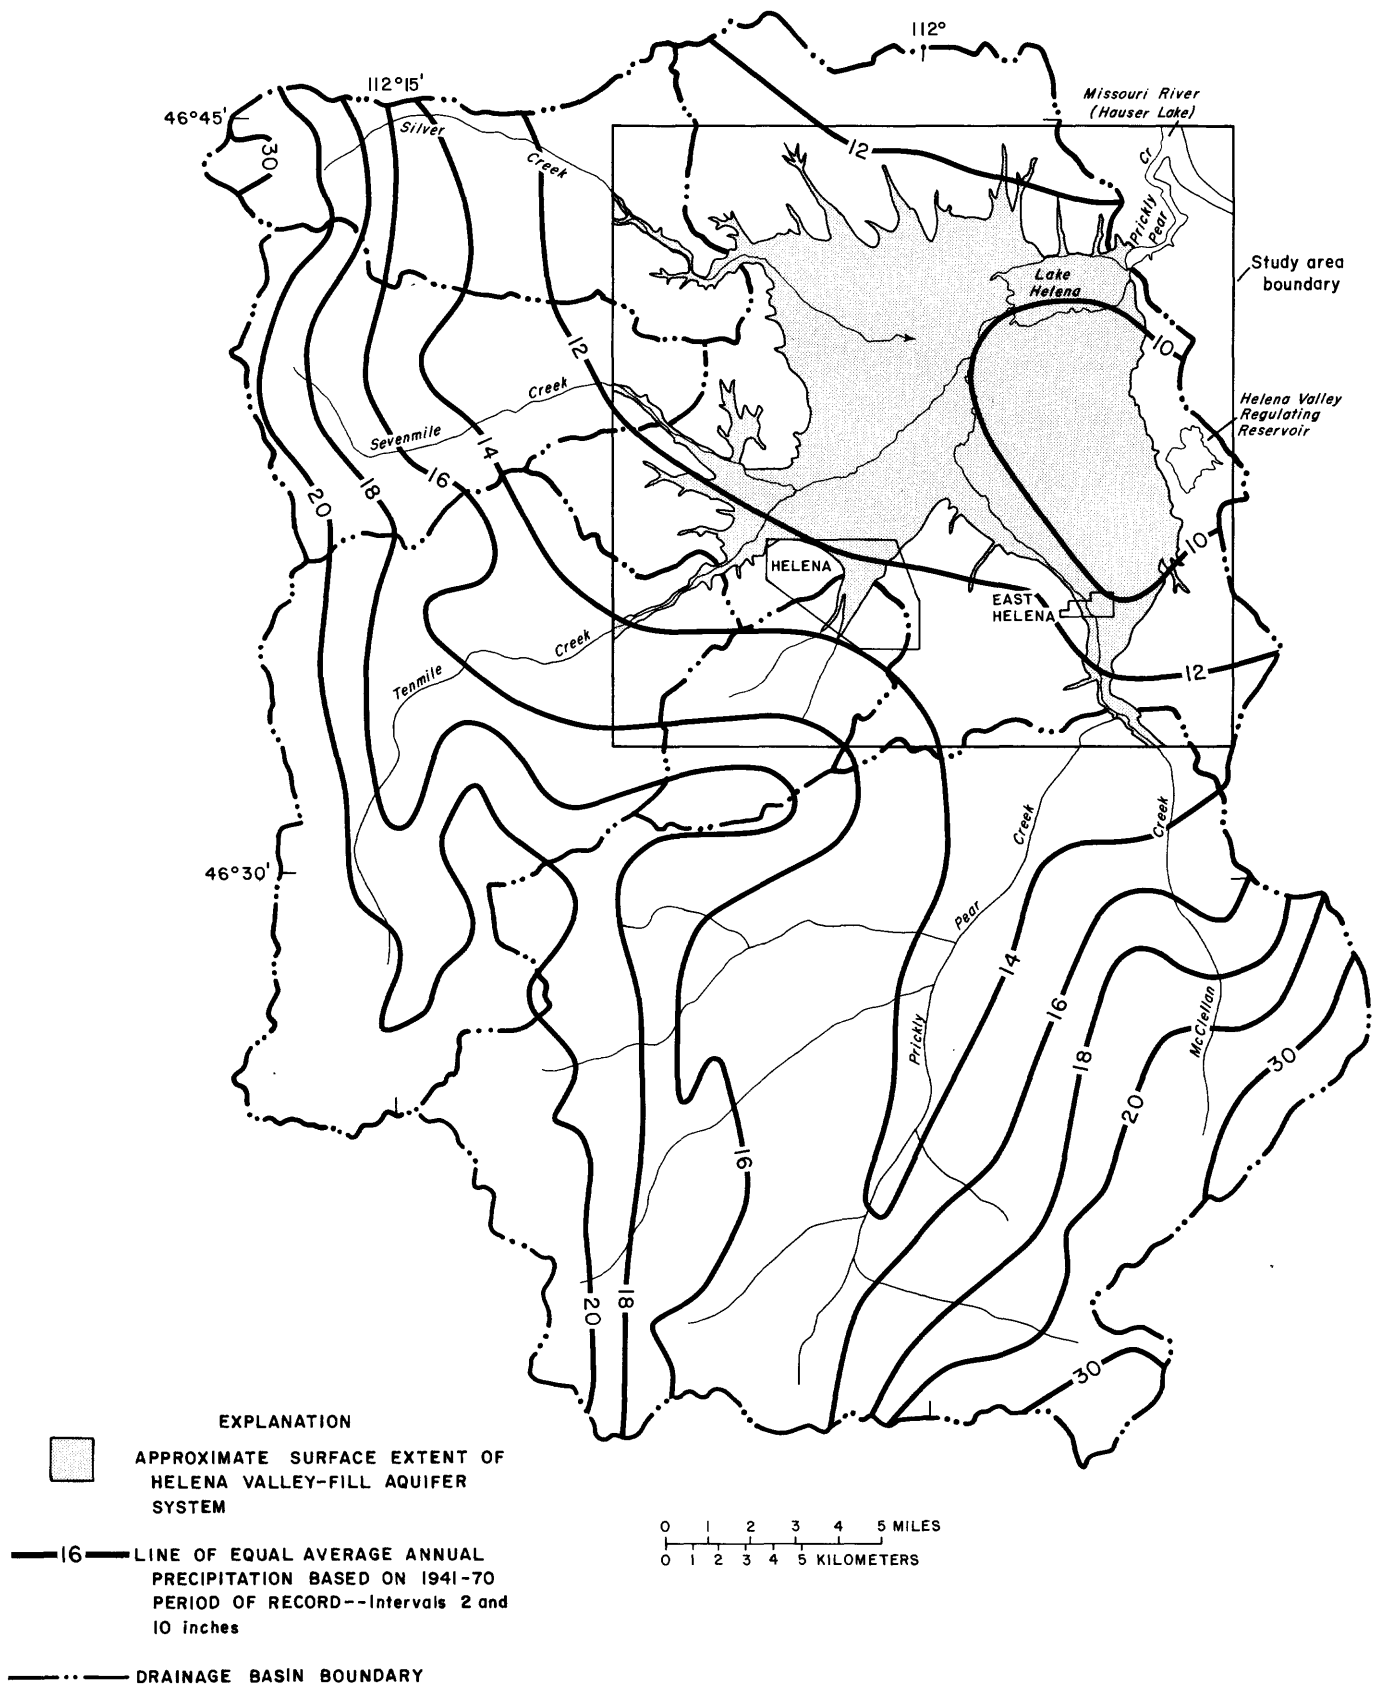 112°
112°15'
Missouri River
(Hauser Lake)
46°45'
Silver
Creek
30
12
Cr
Prickly
Pear
Study area
boundary
Lake
Helena
12
10
Creek
Sevenmile
14
16
18
20
Helena Valley
Regulating
Reservoir
10
HELENA
EAST
HELENA
Creek
Tenmile
12
46°30'
Creek
Creek
Pear
14
16
18
20
30
Prickly
McClellan
16
20
18
30
EXPLANATION
APPROXIMATE SURFACE EXTENT OF
HELENA VALLEY-FILL AQUIFER
SYSTEM
16 LINE OF EQUAL AVERAGE ANNUAL
PRECIPITATION BASED ON 1941-70
PERIOD OF RECORD--Intervals 2 and
10 inches
DRAINAGE BASIN BOUNDARY
0 1 2 3 4 5 MILES
0 1 2 3 4 5 KILOMETERS